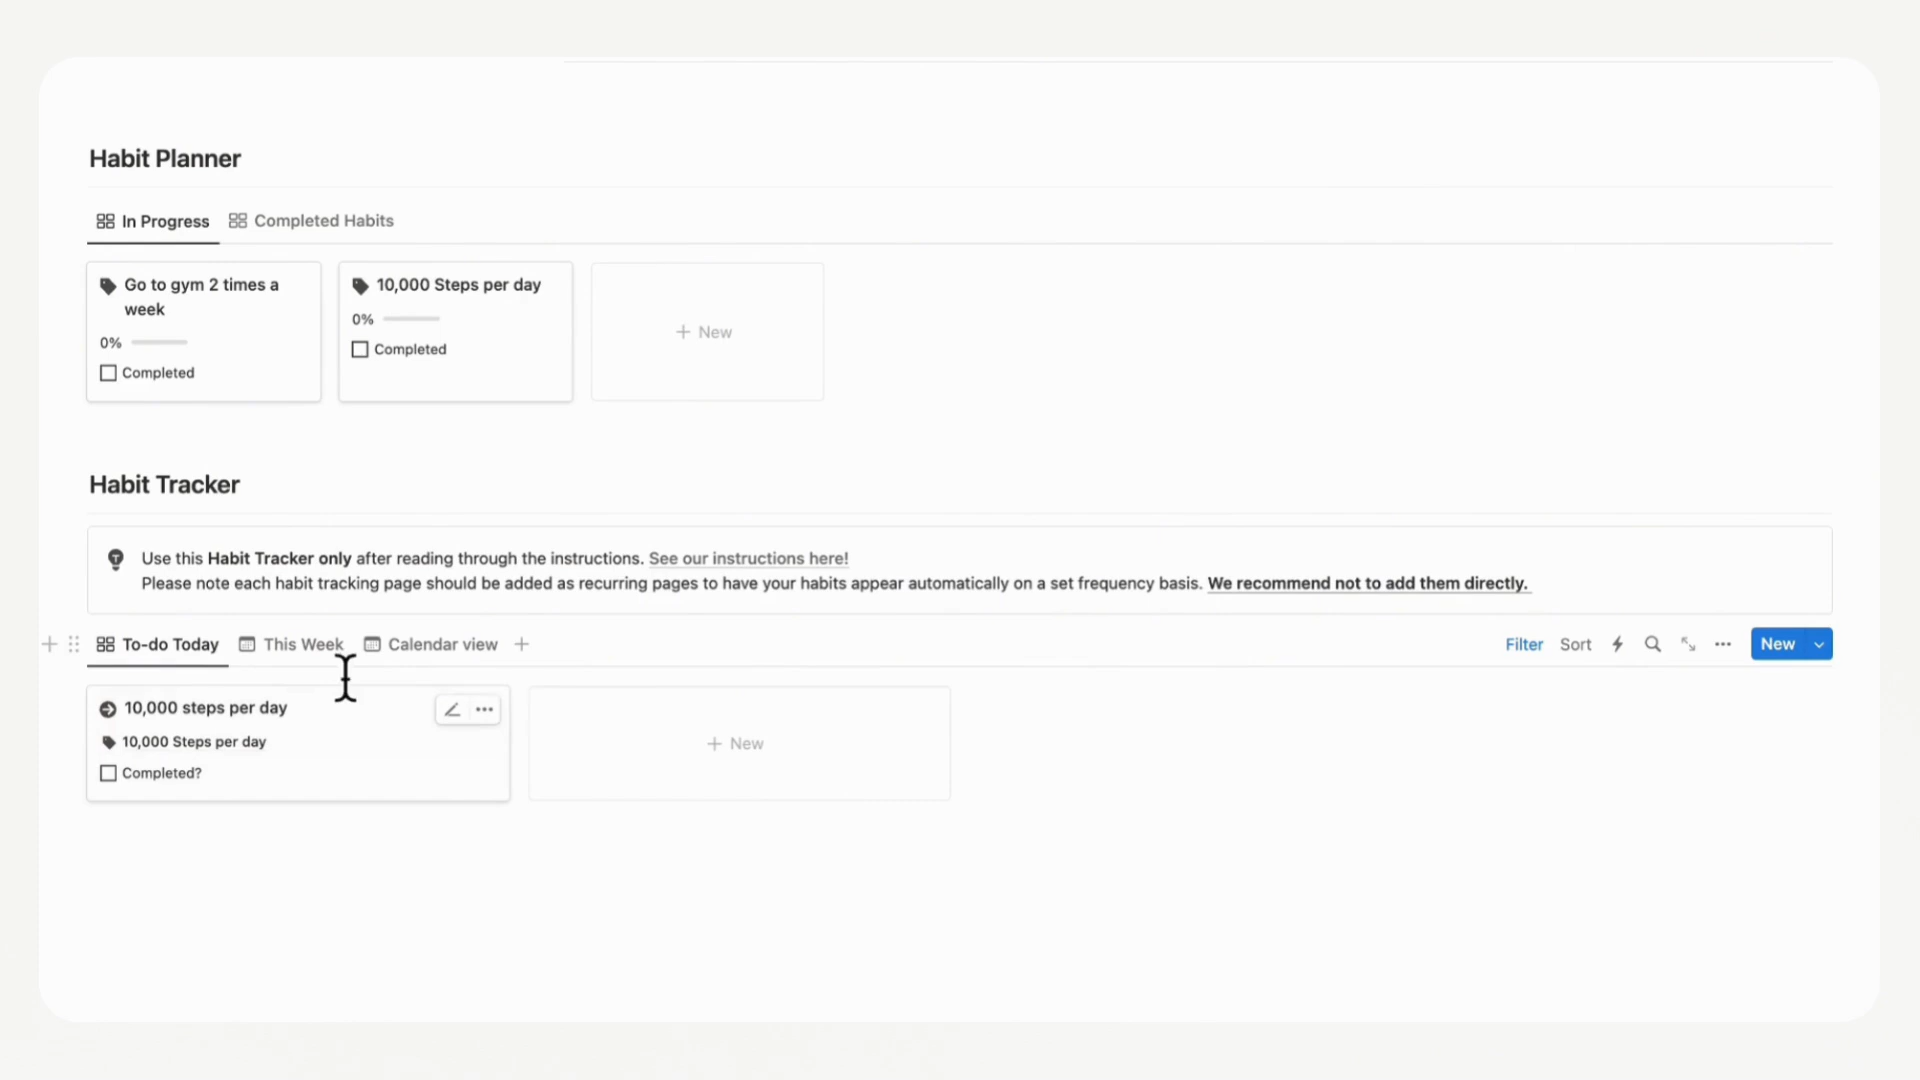 Habit Planner
In Progress Completed Habits
Go to gym 2 times a
week
0%
Completed
10,000 Steps per day
0%
Completed
+ New
Habit Tracker
Use this Habit Tracker only after reading through the instructions. See our instructions here!
Please note each habit tracking page should be added as recurring pages to have your habits appear automatically on a set frequency basis. We recommend not to add them directly.
To-do Today This Week Calendar view + Filter Sort New
10,000 steps per day
10,000 Steps per day
Completed?
+ New